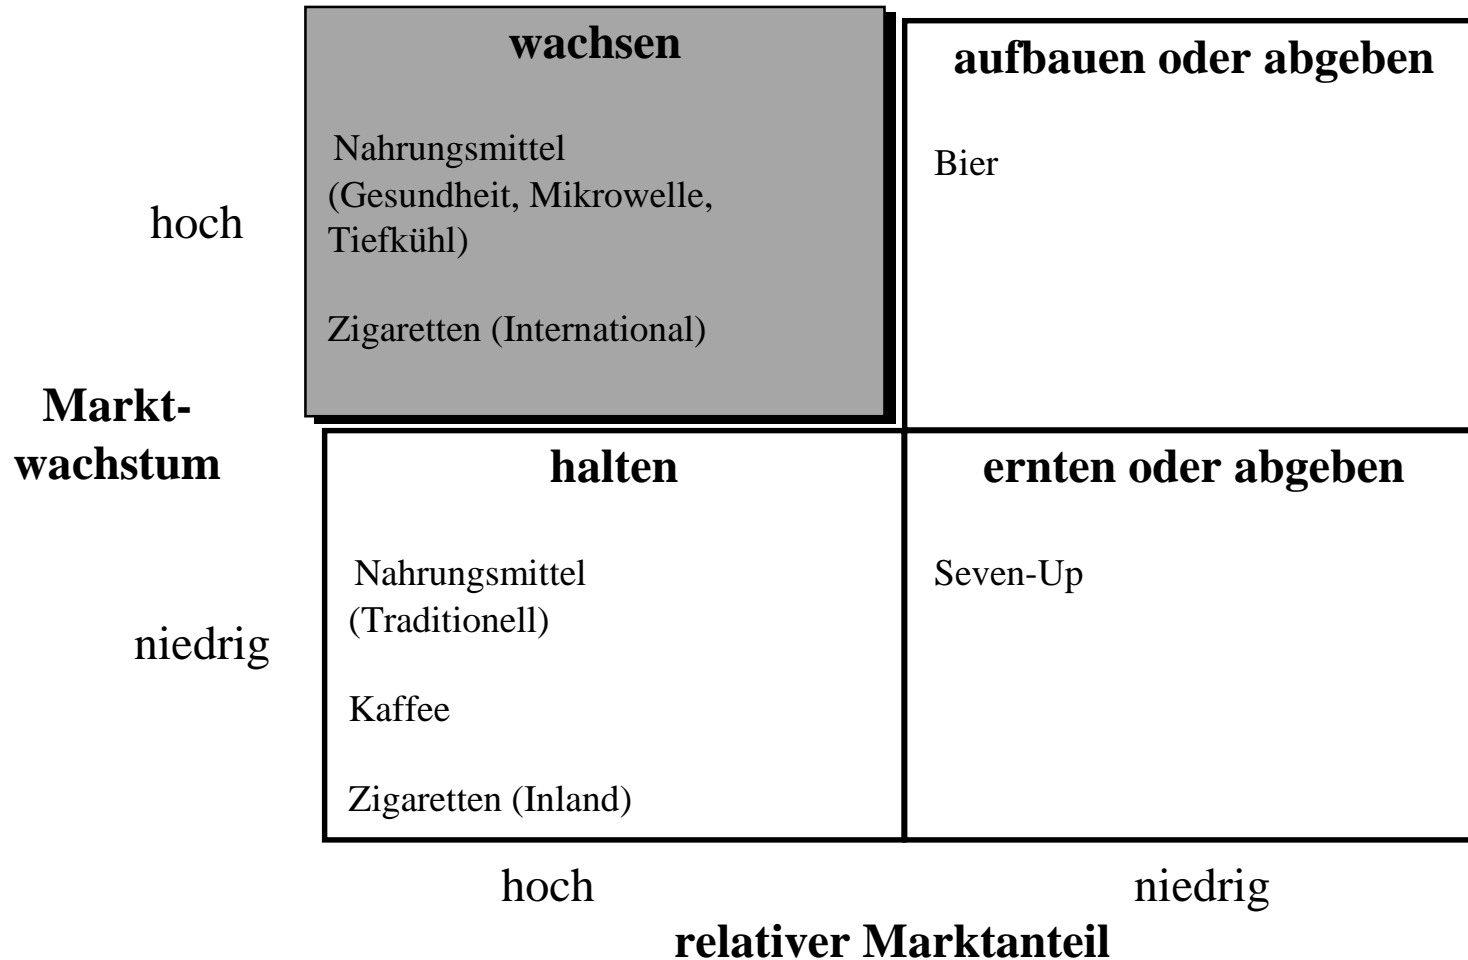 wachsen
Nahrungsmittel
(Gesundheit, Mikrowelle,
Tiefkühl)
Zigaretten (International)
aufbauen oder abgeben
Bier
hoch
Markt-
wachstum
halten
Nahrungsmittel
(Traditionell)
Kaffee
Zigaretten (Inland)
ernten oder abgeben
Seven-Up
niedrig
hoch
niedrig
relativer Marktanteil